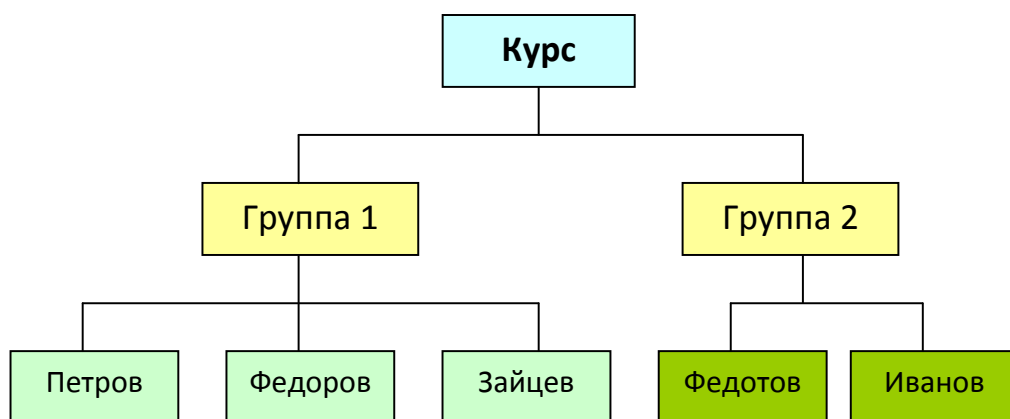 Курс
Группа 1
Группа 2
Петров
Федоров
Зайцев
Федотов
Иванов